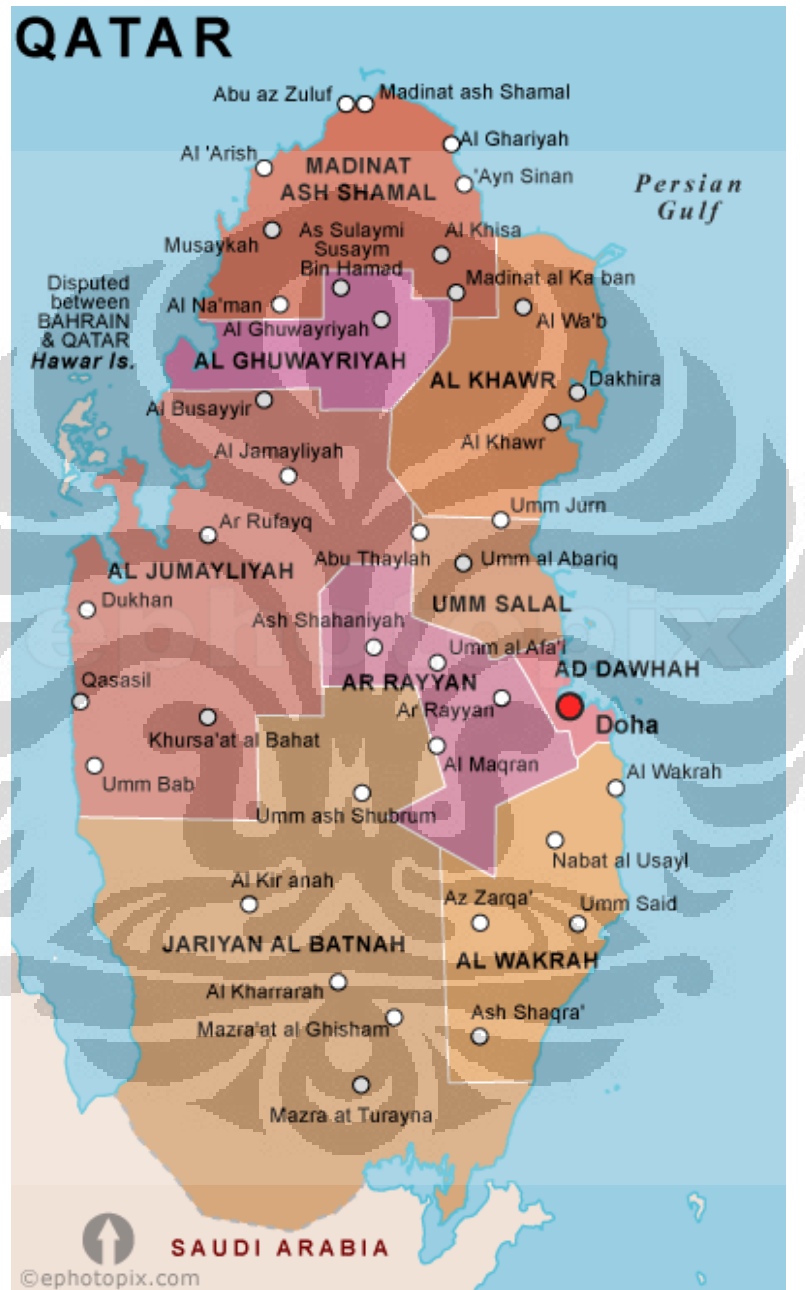 QATAR
Abu az Zuluf
Madinat ash Shamal
Al Ghariyah
Al 'Arish
MADINAT
ASH SHAMAL
'Ayn Sinan
Persian
Gulf
Musaykah
As Sulaymi
Susaym
Bin Hamad
Al Khisa
Madinat al Ka ban
Disputed
between
BAHRAIN
& QATAR
Hawar Is.
Al Na'man
Al Ghuwayriyah
Al Wa'b
AL GHUWAYRIYAH
AL KHAWR
Dakhira
Al Busayyir
Al Khawr
Al Jamayliyah
Umm Jurn
Ar Rufayq
Abu Thaylah
Umm al Abariq
AL JUMAYLIYAH
Dukhan
UMM SALAL
Ash Shahaniyah
Umm al Afa'i
ephotopix
AD DAWHAH
Qasasil
AR RAYYAN
Ar Rayyan
Doha
Khursa'at al Bahat
Al Maqran
Al Wakrah
Umm Bab
Umm ash Shubrum
Nabat al Usayl
Al Kir anah
Az Zarqa'
Umm Said
JARIYAN AL BATNAH
AL WAKRAH
Al Kharrarah
Mazra'at al Ghisham
Ash Shaqra'
Mazra at Turayna
SAUDI ARABIA
©ephotopix.com